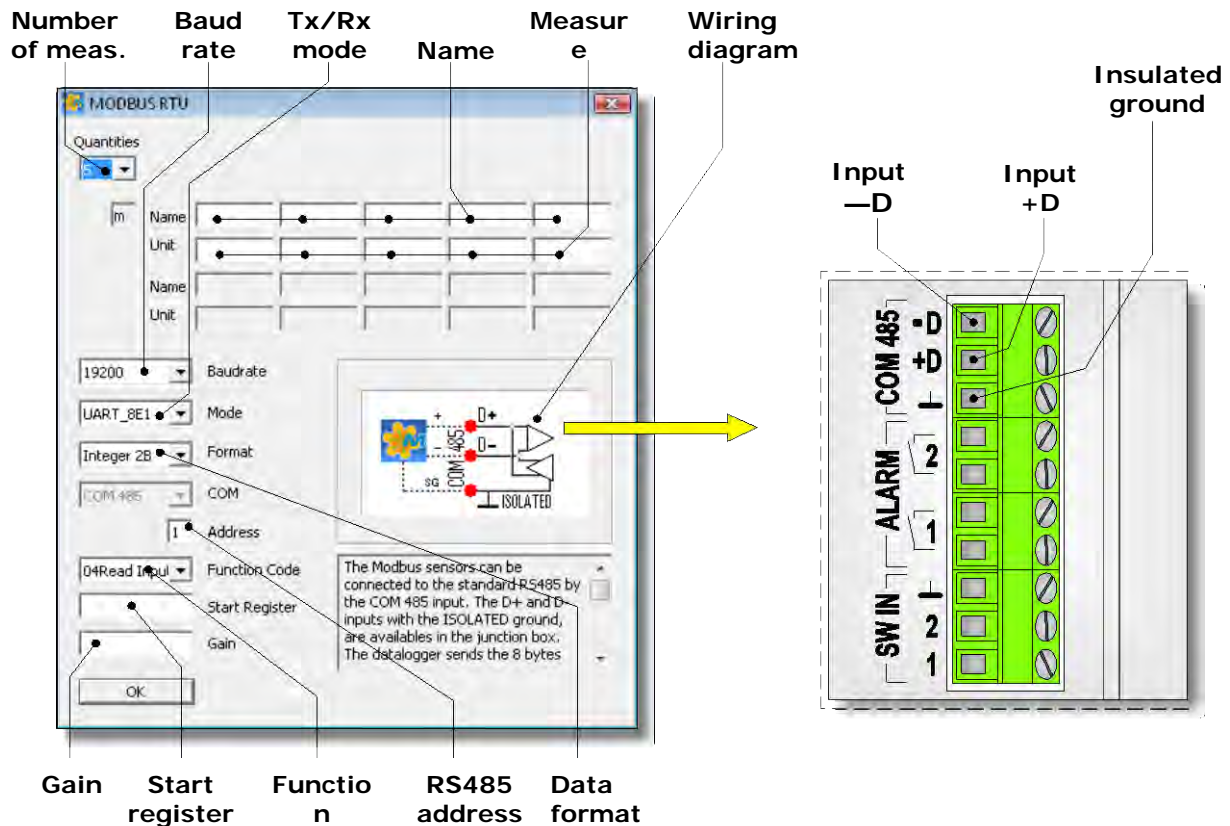 Number
of meas.
Baud
rate
Tx/Rx
mode
Name
Measur
e
Wiring
diagram
Insulated
ground
Input
—D
Input
+D
MODBUS RTU
Quantities
5
m
Name
Unit
Name
Unit
19200
Baudrate
UART_8E1
Mode
Integer 2B
Format
COM 485
COM
1
Address
04Read Input
Function Code
Start Register
Gain
OK
+
D+
-
D-
SG
COM 485
ISOLATED
M
The Modbus sensors can be
connected to the standard RS485 by
the COM 485 input. The D+ and D-
inputs with the ISOLATED ground,
are availables in the junction box.
The datalogger sends the 8 bytes
COM 485
-D
+D
ALARM
2
1
SW IN
2
1
Gain
Start
register
Functio
n
RS485
address
Data
format